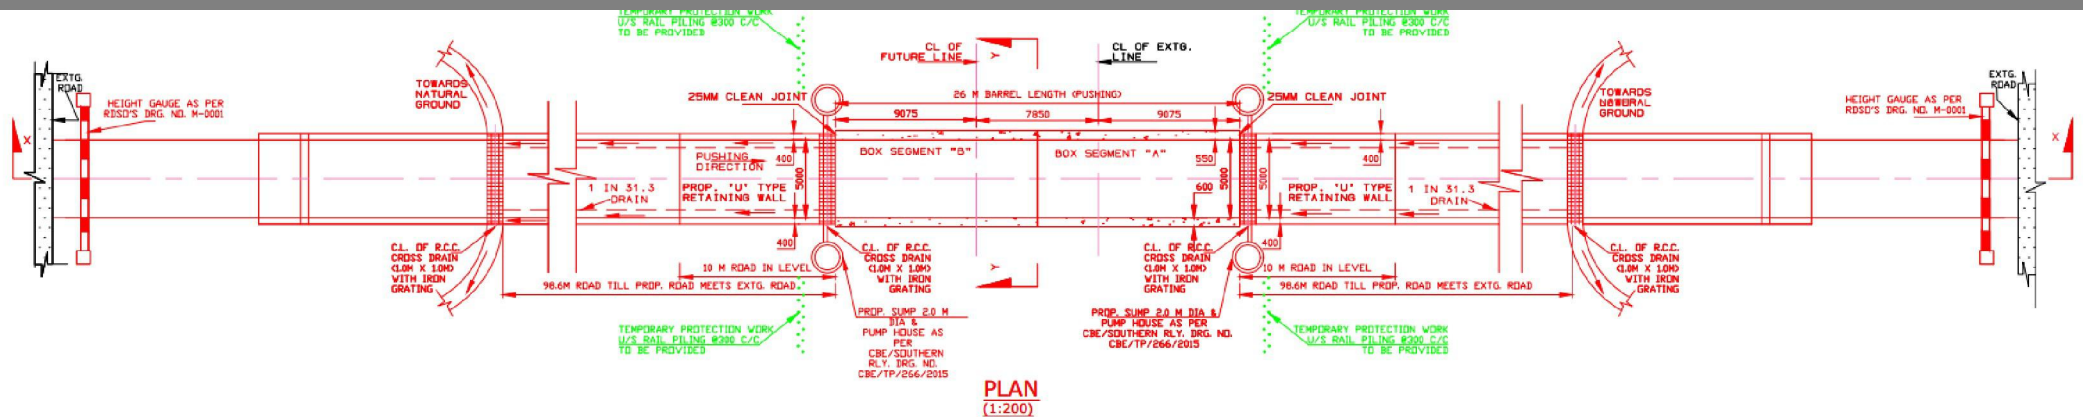 TEMPORARY PROTECTION WORK
U/S RAIL PILING @300 C/C
TO BE PROVIDED
TEMPORARY PROTECTION WORK
U/S RAIL PILING @300 C/C
TO BE PROVIDED
CL OF
FUTURE LINE
Y
CL OF EXTG.
LINE
EXTG.
ROAD
HEIGHT GAUGE AS PER
RDSO'S DRG. NO. M-0001
TOWARDS
NATURAL
GROUND
25MM CLEAN JOINT
26 M BARREL LENGTH (PUSHING)
9075
7850
9075
25MM CLEAN JOINT
TOWARDS
GROUND
HEIGHT GAUGE AS PER
RDSO'S DRG. NO. M-0001
EXTG.
ROAD
X
X
PUSHING
DIRECTION
400
5000
BOX SEGMENT "B"
BOX SEGMENT "A"
550
5000
5000
400
1 IN 31.3
DRAIN
PROP. "U" TYPE
RETAINING WALL
600
PROP. "U" TYPE
RETAINING WALL
1 IN 31.3
DRAIN
400
400
C.L. OF R.C.C.
CROSS DRAIN
(1.0M X 1.0M)
WITH IRON
GRATING
C.L. OF R.C.C.
CROSS DRAIN
(1.0M X 1.0M)
WITH IRON
GRATING
C.L. OF R.C.C.
CROSS DRAIN
(1.0M X 1.0M)
WITH IRON
GRATING
C.L. OF R.C.C.
CROSS DRAIN
(1.0M X 1.0M)
WITH IRON
GRATING
10 M ROAD IN LEVEL
Y
10 M ROAD IN LEVEL
98.6M ROAD TILL PROP. ROAD MEETS EXTG. ROAD
98.6M ROAD TILL PROP. ROAD MEETS EXTG. ROAD
PROP. SUMP 2.0 M
DIA &
PUMP HOUSE AS
PER
CBE/SOUTHERN
RLY. DRG. NO.
CBE/TP/266/2015
PROP. SUMP 2.0 M DIA &
PUMP HOUSE AS PER
CBE/SOUTHERN RLY. DRG. NO.
CBE/TP/266/2015
TEMPORARY PROTECTION WORK
U/S RAIL PILING @300 C/C
TO BE PROVIDED
TEMPORARY PROTECTION WORK
U/S RAIL PILING @300 C/C
TO BE PROVIDED
PLAN
(1:200)